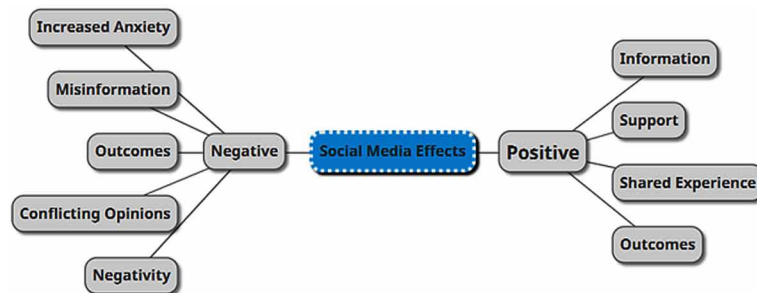 Increased Anxiety
Misinformation
Outcomes
Conflicting Opinions
Negativity
Negative
Social Media Effects
Positive
Information
Support
Shared Experience
Outcomes